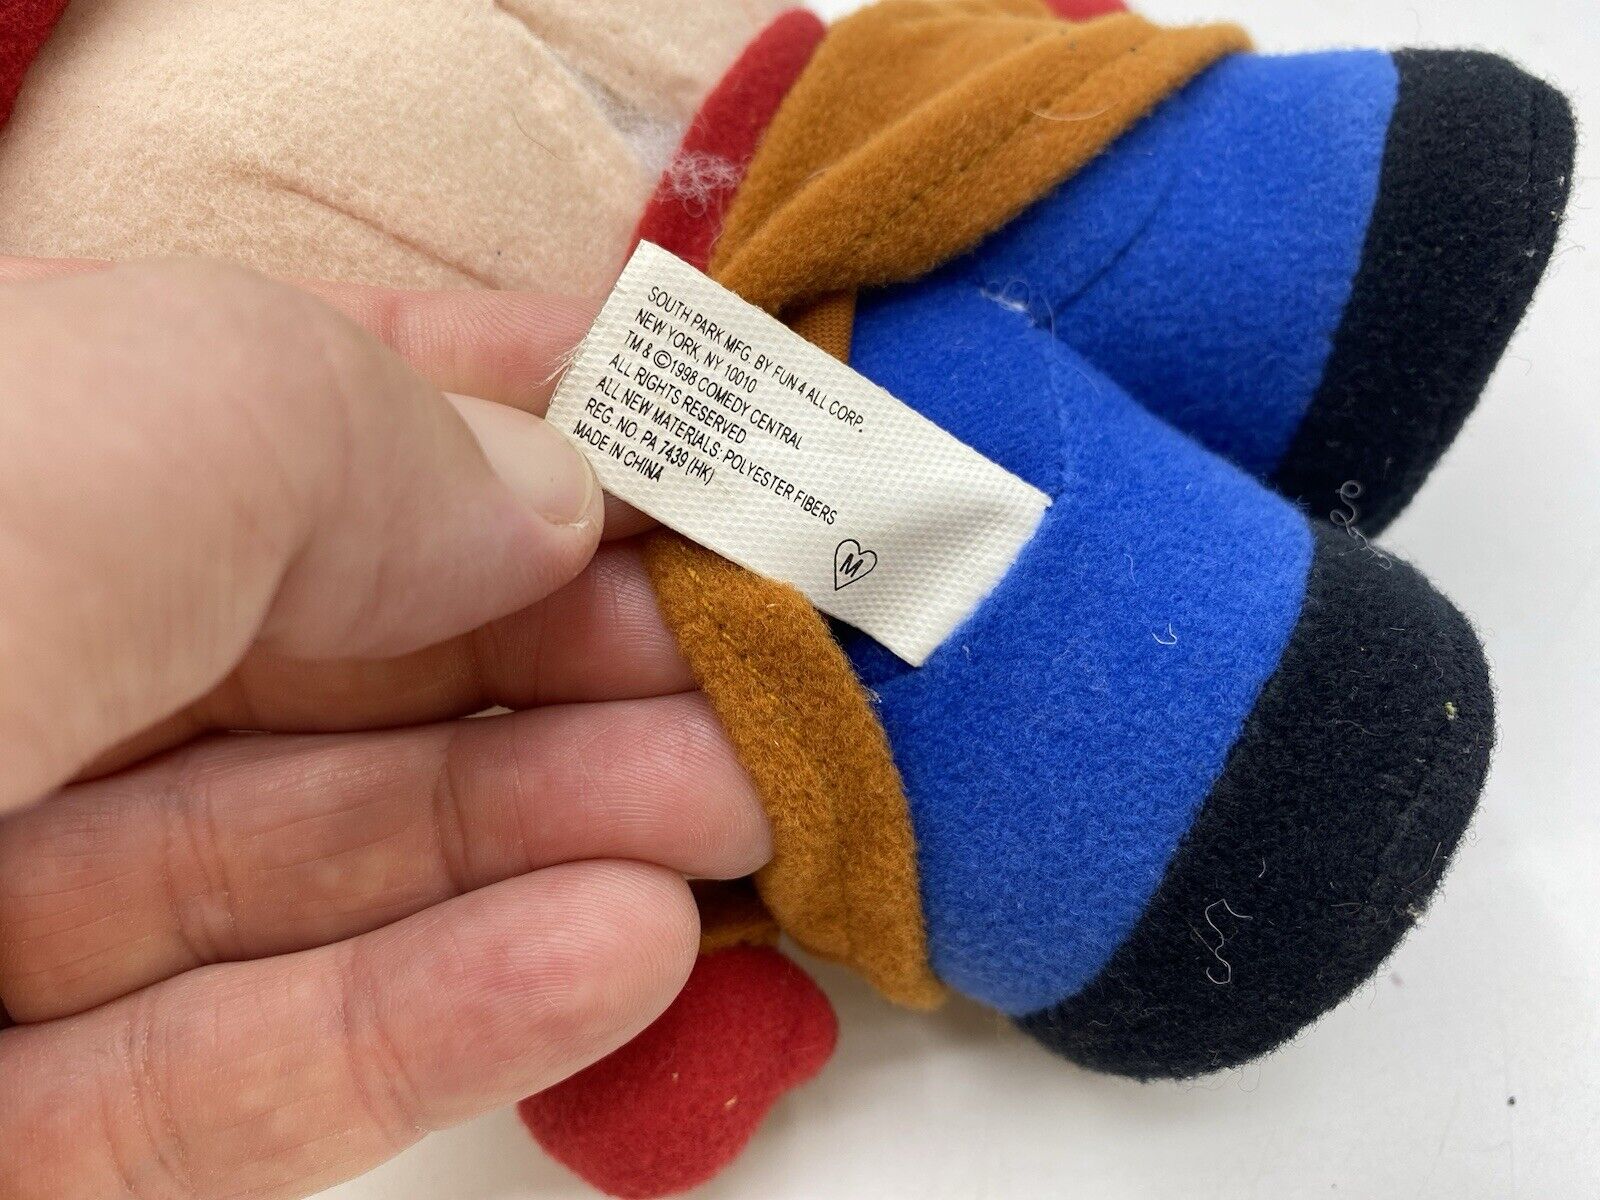 SOUTH PARK MFG. BY FUN 4 ALL CORP.
NEW YORK, NY 10010
TM & ©1998 COMEDY CENTRAL
ALL RIGHTS RESERVED
ALL NEW MATERIALS: POLYESTER FIBERS
REG. NO. PA 7439 (HK)
MADE IN CHINA
M